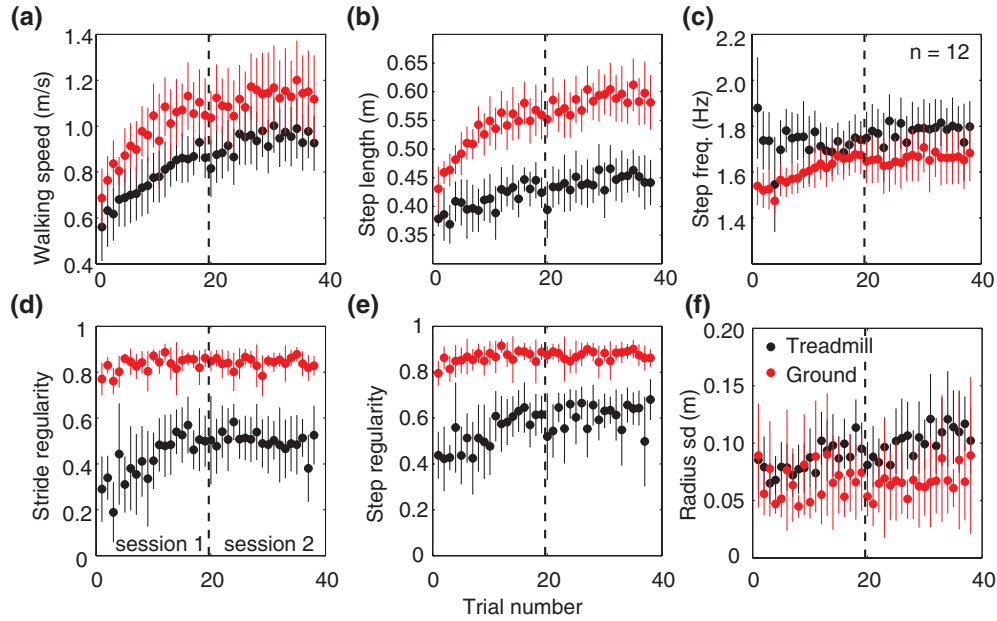 (a)
(b)
(c)
1.4
1.2
1.0
0.8
0.6
0.4
Walking speed (m/s)
0 20 40
0.65
0.60
0.55
0.50
0.45
0.40
0.35
Step length (m)
0 20 40
2.2
2.0
1.8
1.6
1.4
Step freq. (Hz)
n = 12
0 20 40
(d)
(e)
(f)
1
0.8
0.6
0.4
0.2
0
Stride regularity
session 1 session 2
0 20 40
1
0.8
0.6
0.4
0.2
0
Step regularity
0 20 40
Trial number
0.20
0.15
0.10
0.05
0
Radius sd (m)
Treadmill
Ground
0 20 40